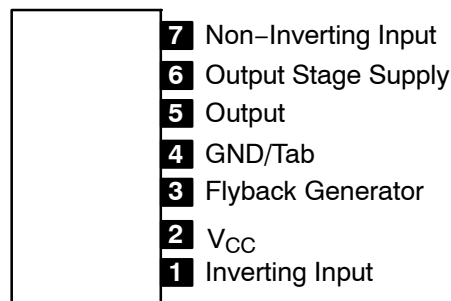 7 Non−Inverting Input
6 Output Stage Supply
5 Output
4 GND/Tab
3 Flyback Generator
2 VCC
1 Inverting Input